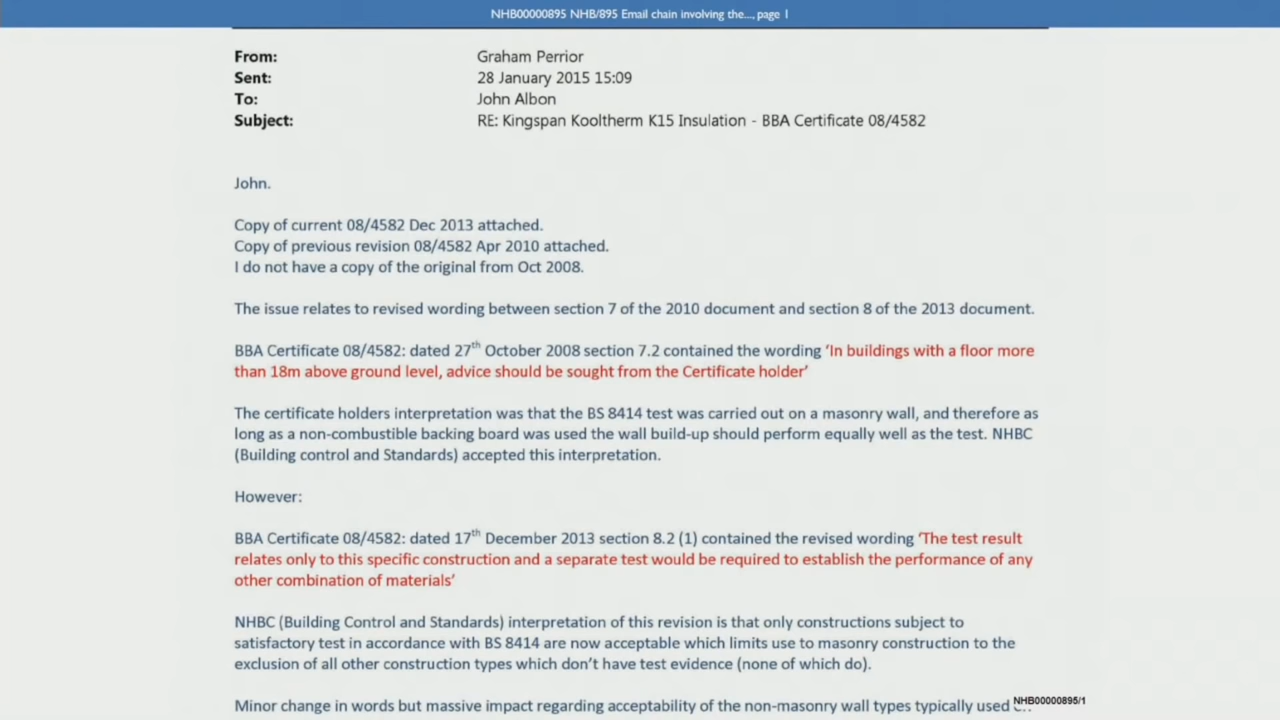 NHB00000895 NHB/895 Email chain involving the..., page 1
From: Graham Perrior
Sent: 28 January 2015 15:09
To: John Albon
Subject: RE: Kingspan Kooltherm K15 Insulation - BBA Certificate 08/4582
John.
Copy of current 08/4582 Dec 2013 attached.
Copy of previous revision 08/4582 Apr 2010 attached.
I do not have a copy of the original from Oct 2008.
The issue relates to revised wording between section 7 of the 2010 document and section 8 of the 2013 document.
BBA Certificate 08/4582: dated 27th October 2008 section 7.2 contained the wording 'In buildings with a floor more
than 18m above ground level, advice should be sought from the Certificate holder'
The certificate holders interpretation was that the BS 8414 test was carried out on a masonry wall, and therefore as
long as a non-combustible backing board was used the wall build-up should perform equally well as the test. NHBC
(Building control and Standards) accepted this interpretation.
However:
BBA Certificate 08/4582: dated 17th December 2013 section 8.2 (1) contained the revised wording 'The test result
relates only to this specific construction and a separate test would be required to establish the performance of any
other combination of materials'
NHBC (Building Control and Standards) interpretation of this revision is that only constructions subject to
satisfactory test in accordance with BS 8414 are now acceptable which limits use to masonry construction to the
exclusion of all other construction types which don't have test evidence (none of which do).
Minor change in words but massive impact regarding acceptability of the non-masonry wall types typically used
NHB00000895/1